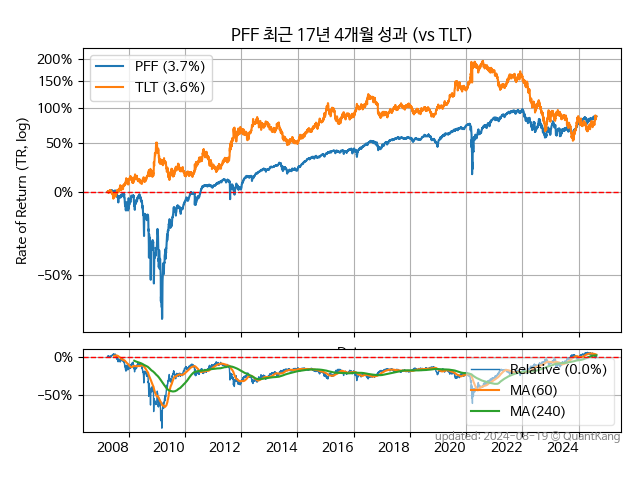 PFF 최근 17년 4개월 성과 (vs TLT)
PFF (3.7%)
TLT (3.6%)
Rate of Return (TR, log)
200%
150%
100%
50%
0%
−50%
0%
−50%
Relative (0.0%)
MA(60)
MA(240)
2008 2010 2012 2014 2016 2018 2020 2022 2024
updated: 2024-08-19 © QuantKang